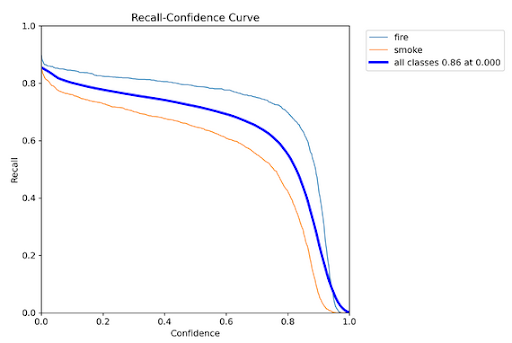 Recall-Confidence Curve
1.0
0.8
0.6
0.4
0.2
0.0
Recall
0.0 0.2 0.4 0.6 0.8 1.0
Confidence
fire
smoke
all classes 0.86 at 0.000